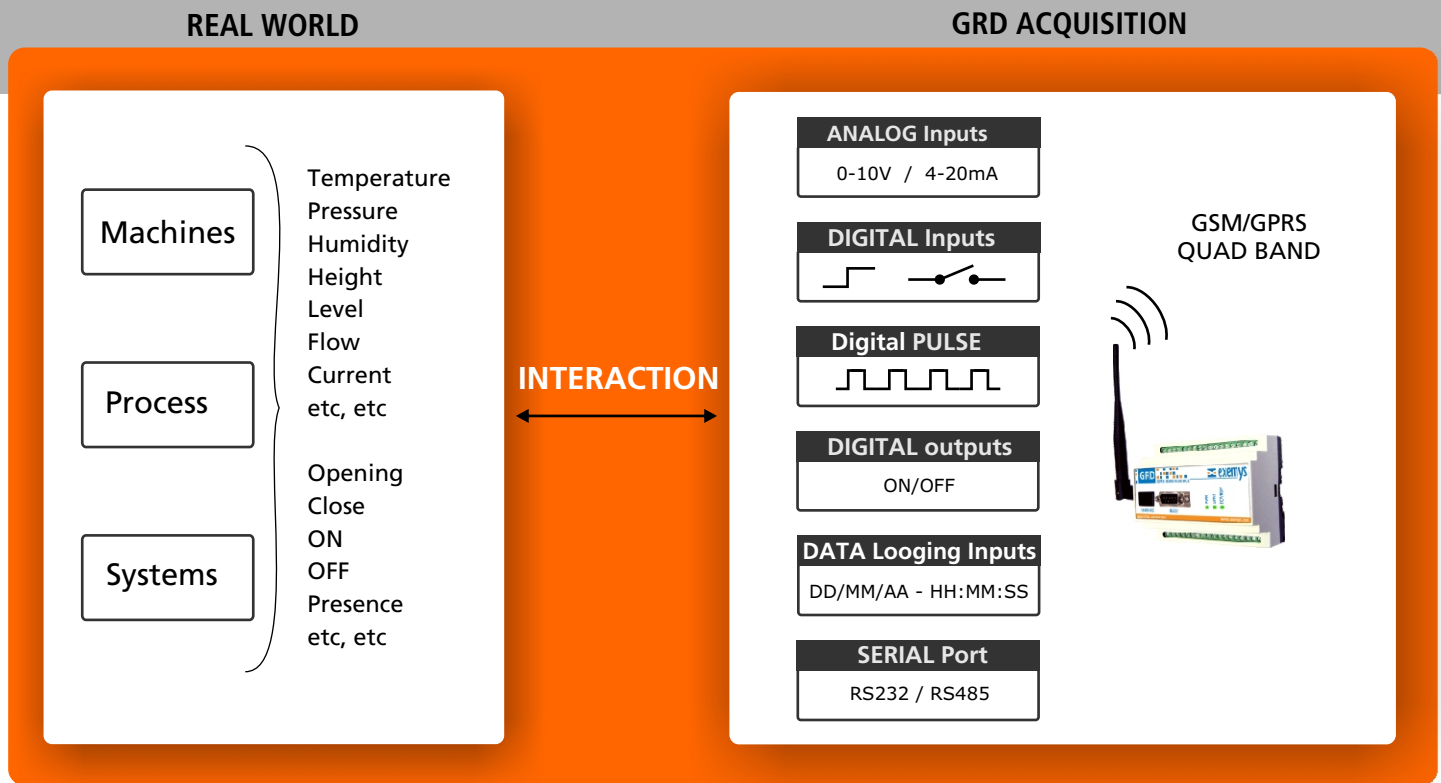 REAL WORLD
GRD ACQUISITION
Machines
Process
Systems
Temperature
Pressure
Humidity
Height
Level
Flow
Current
etc, etc
Opening
Close
ON
OFF
Presence
etc, etc
INTERACTION
ANALOG Inputs
0-10V / 4-20mA
DIGITAL Inputs
Digital PULSE
DIGITAL outputs
ON/OFF
DATA Looging Inputs
DD/MM/AA - HH:MM:SS
SERIAL Port
RS232 / RS485
GSM/GPRS
QUAD BAND
GFD
exemys